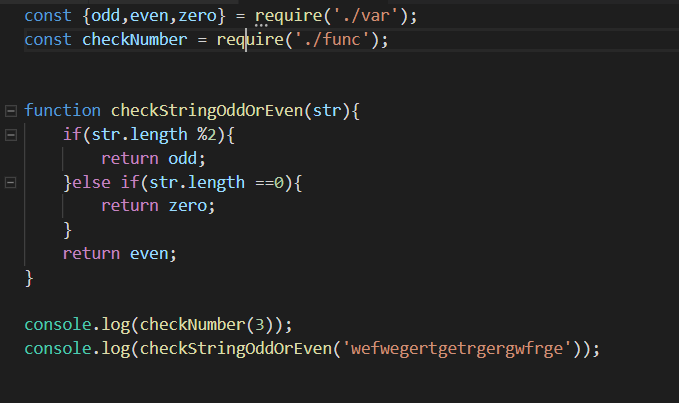 const {odd,even,zero} = require('./var');
const checkNumber = require('./func');
function checkStringOddOrEven(str){
if(str.length %2){
return odd;
}else if(str.length ==0){
return zero;
}
return even;
}
console.log(checkNumber(3));
console.log(checkStringOddOrEven('wefwegertgetrgergwfrge'));